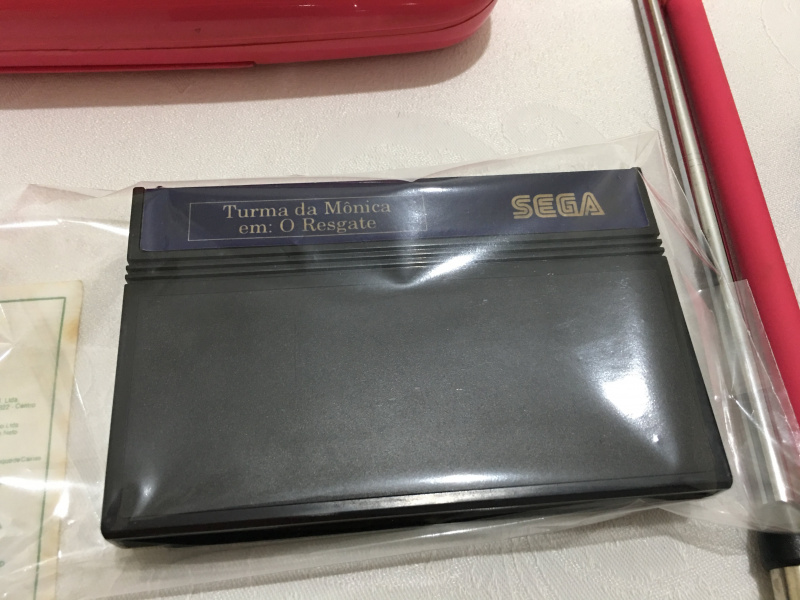 Turma da Mônica
em: O Resgate
SEGA